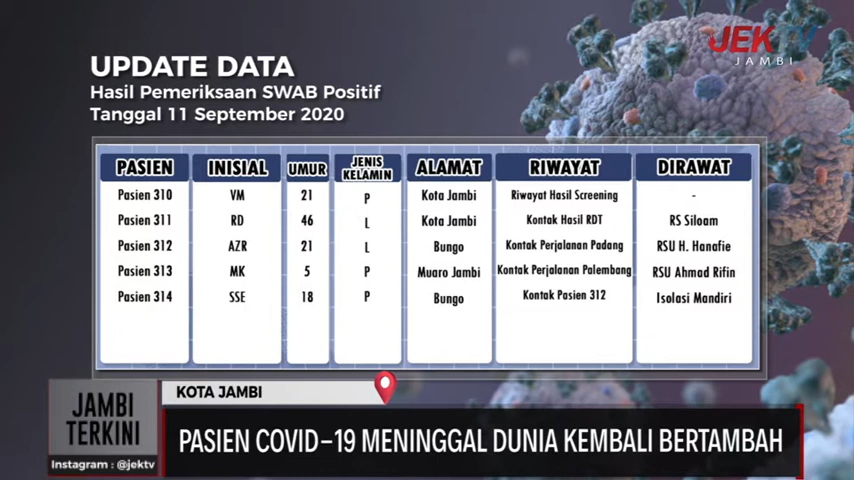 JEKTV
JAMBI
UPDATE DATA
Hasil Pemeriksaan SWAB Positif
Tanggal 11 September 2020
PASIEN INISIAL UMUR JENIS KELAMIN ALAMAT RIWAYAT DIRAWAT
Pasien 310 VM 21 P Kota Jambi Riwayat Hasil Screening -
Pasien 311 RD 46 L Kota Jambi Kontak Hasil RDT RS Siloam
Pasien 312 AZR 21 L Bungo Kontak Perjalanan Padang RSU H. Hanafie
Pasien 313 MK 5 P Muaro Jambi Kontak Perjalanan Palembang RSU Ahmad Rifin
Pasien 314 SSE 18 P Bungo Kontak Pasien 312 Isolasi Mandiri
KOTA JAMBI
JAMBI
TERKINI
Instagram : @jektv
PASIEN COVID-19 MENINGGAL DUNIA KEMBALI BERTAMBAH